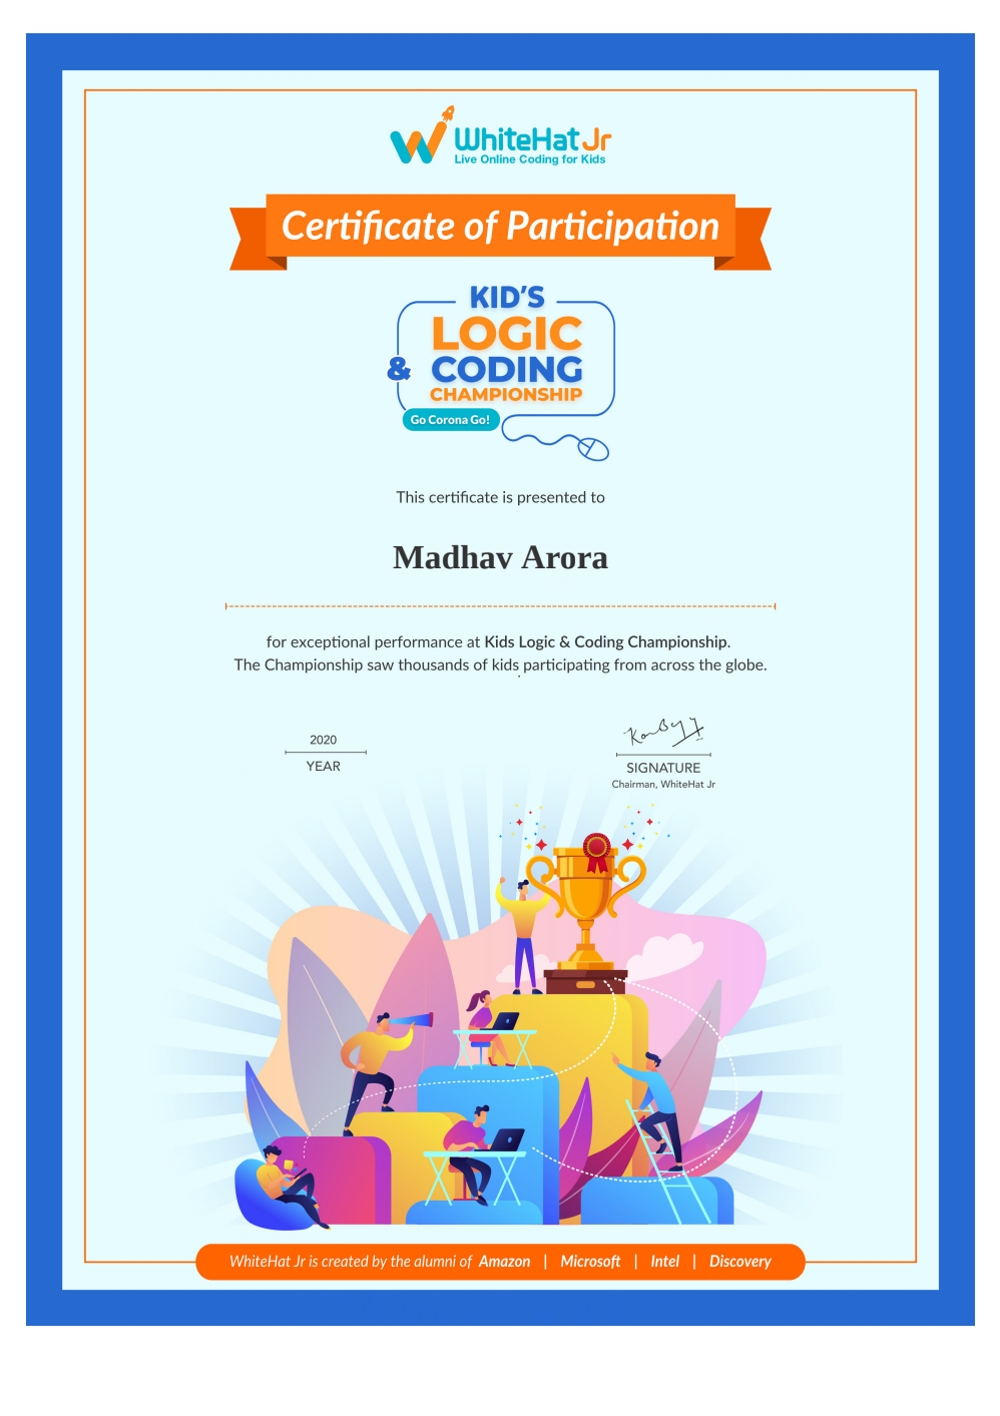 WhiteHat Jr
Live Online Coding for Kids
Certificate of Participation
KID'S
LOGIC
& CODING
CHAMPIONSHIP
Go Corona Go!
This certificate is presented to
Madhav Arora
for exceptional performance at Kids Logic & Coding Championship.
The Championship saw thousands of kids participating from across the globe.
2020
YEAR
SIGNATURE
Chairman, WhiteHat Jr
WhiteHat Jr is created by the alumni of Amazon | Microsoft | Intel | Discovery